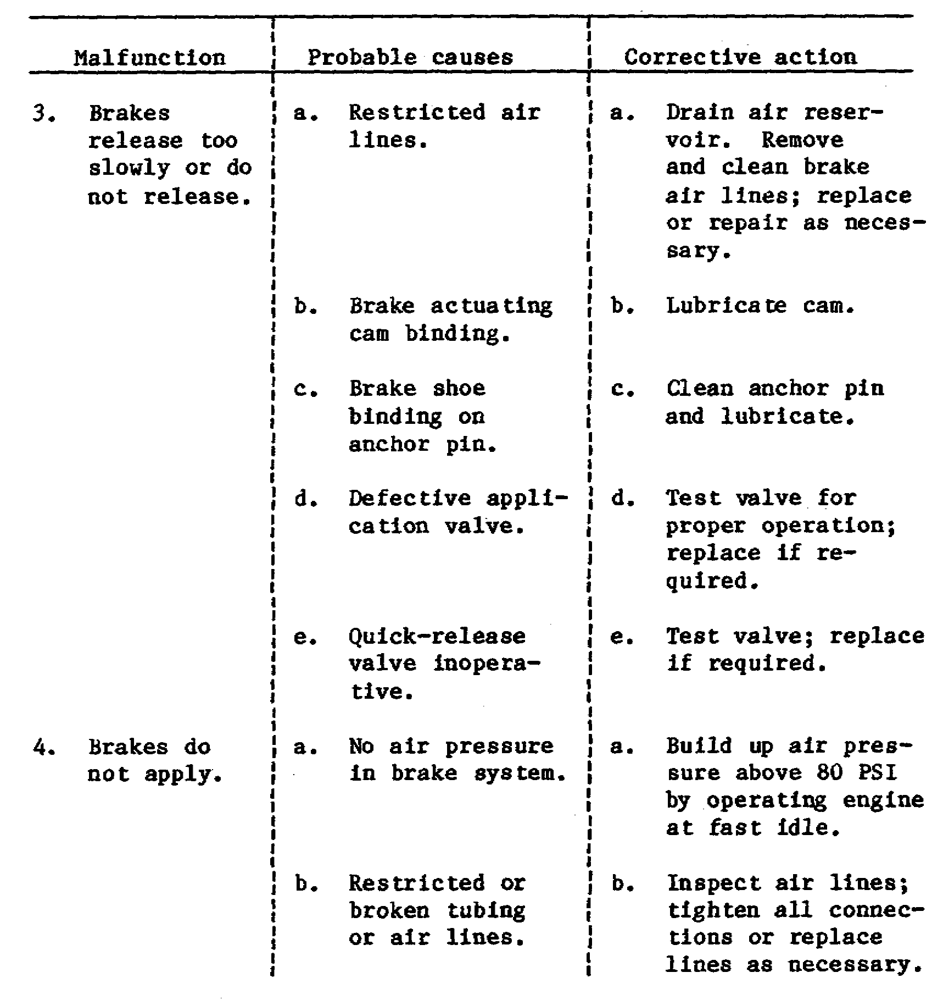 Malfunction Probable causes Corrective action
3. Brakes
release too
slowly or do
not release.
a. Restricted air
lines.
a. Drain air reser-
voir. Remove
and clean brake
air lines; replace
or repair as neces-
sary.
b. Brake actuating
cam binding.
b. Lubricate cam.
c. Brake shoe
binding on
anchor pin.
c. Clean anchor pin
and lubricate.
d. Defective appli-
cation valve.
d. Test valve for
proper operation;
replace if re-
quired.
e. Quick-release
valve inopera-
tive.
e. Test valve; replace
if required.
4. Brakes do
not apply.
a. No air pressure
in brake system.
a. Build up air pres-
sure above 80 PSI
by operating engine
at fast idle.
b. Restricted or
broken tubing
or air lines.
b. Inspect air lines;
tighten all connec-
tions or replace
lines as necessary.